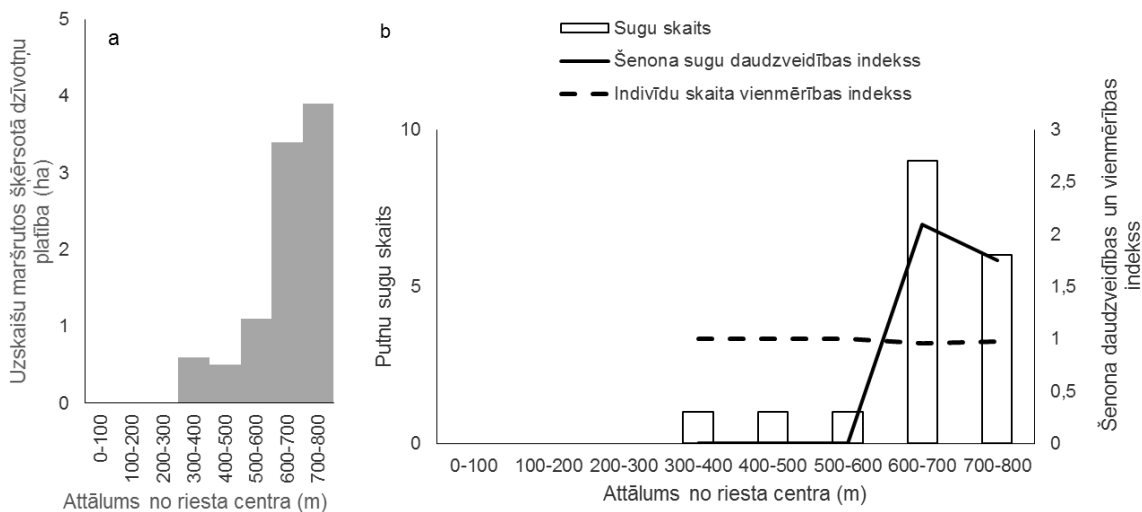 a
Uzskaišu maršrutos šķērsotā dzīvotņu
platība (ha)
5
4
3
2
1
0
0-100
100-200
200-300
300-400
400-500
500-600
600-700
700-800
Attālums no riesta centra (m)
b
Sugu skaits
Šenona sugu daudzveidības indekss
Indivīdu skaita vienmērības indekss
Putnu sugu skaits
10
5
0
3
2,5
2
1,5
1
0,5
0
Šenona daudzveidības un vienmērības
indekss
0-100 100-200 200-300 300-400 400-500 500-600 600-700 700-800
Attālums no riesta centra (m)